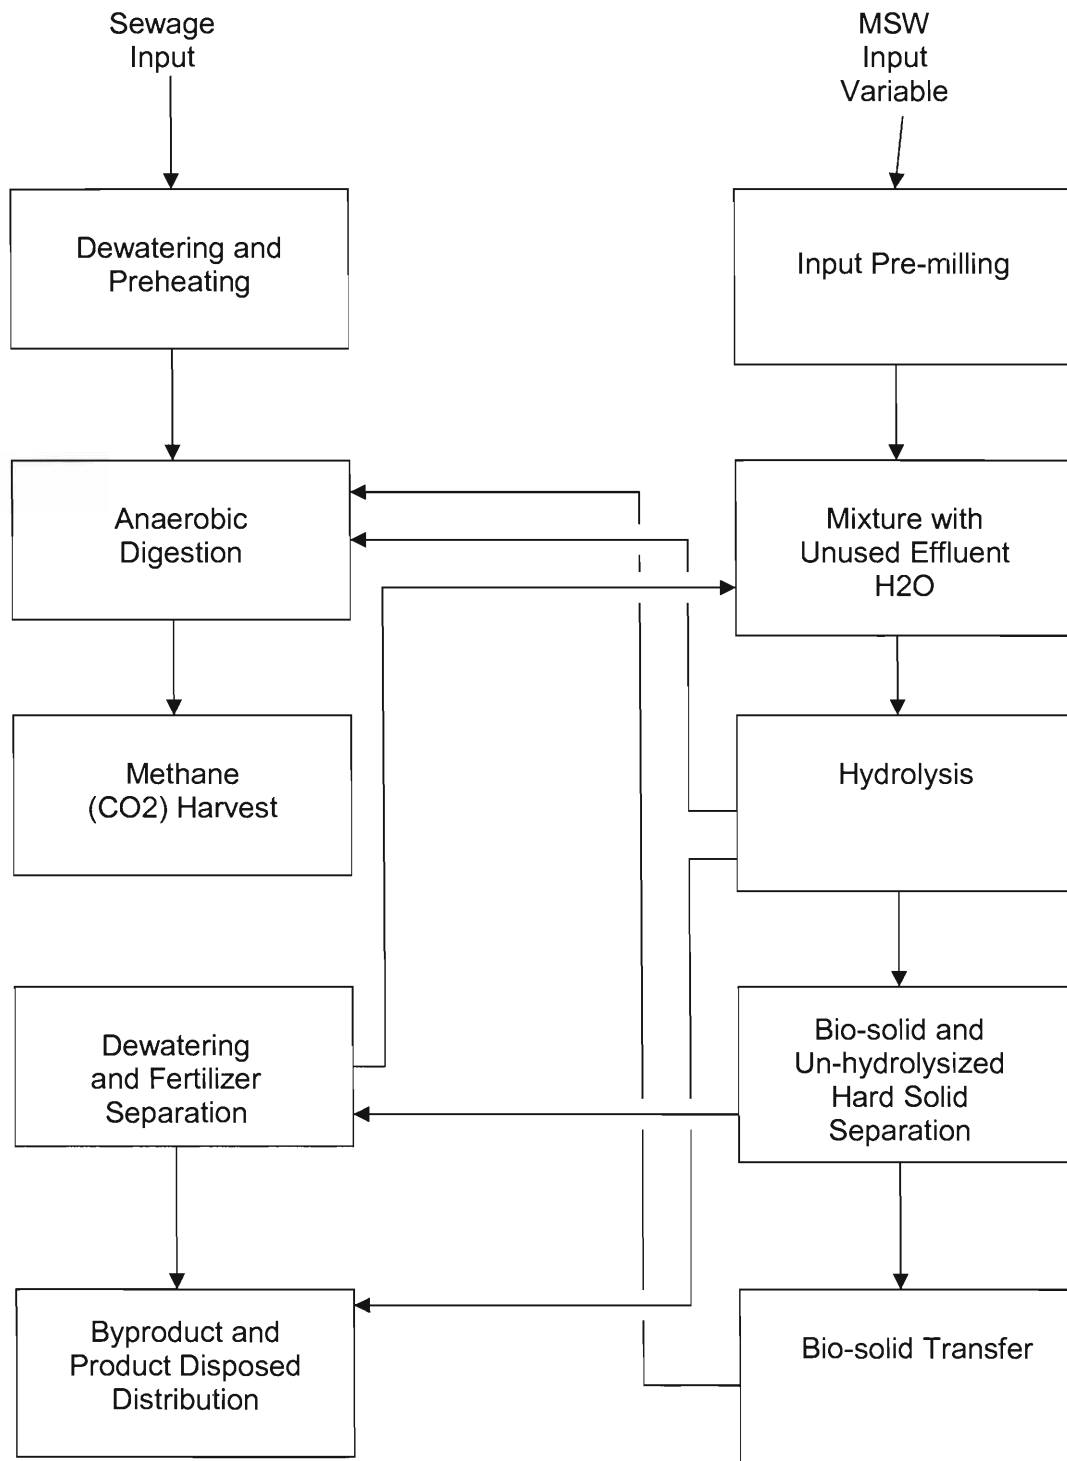 Sewage
Input
MSW
Input
Variable
Dewatering and
Preheating
Input Pre-milling
Anaerobic
Digestion
Mixture with
Unused Effluent
H2O
Methane
(CO2) Harvest
Hydrolysis
Dewatering
and Fertilizer
Separation
Bio-solid and
Un-hydrolysized
Hard Solid
Separation
Byproduct and
Product Disposed
Distribution
Bio-solid Transfer